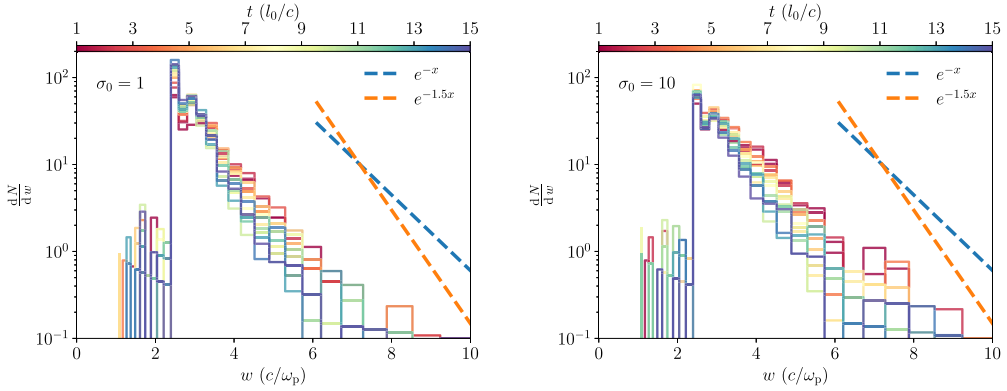 t (l₀/c)
1 3 5 7 9 11 13 15
σ₀ = 1
e^{-x}
e^{-1.5x}
dN/dw
10² 10¹ 10⁰ 10⁻¹
0 2 4 6 8 10
w (c/ωₚ)
t (l₀/c)
1 3 5 7 9 11 13 15
σ₀ = 10
e^{-x}
e^{-1.5x}
dN/dw
10² 10¹ 10⁰ 10⁻¹
0 2 4 6 8 10
w (c/ωₚ)